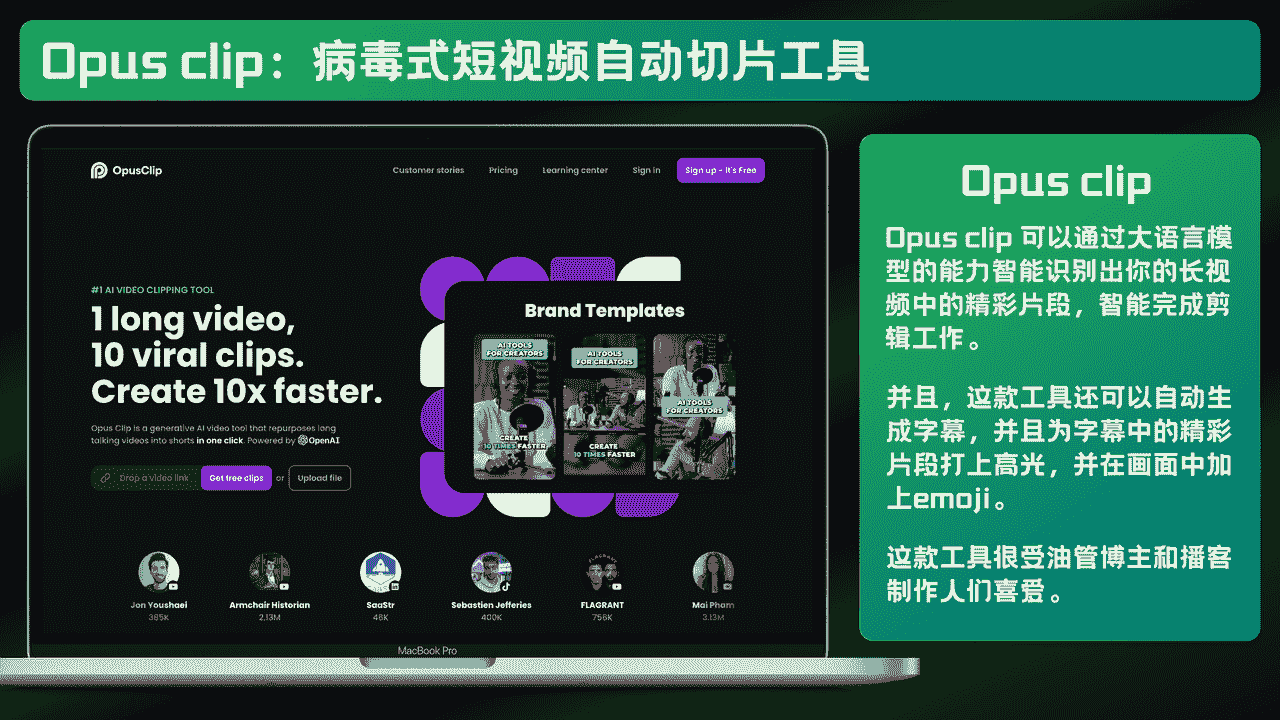 Opus clip：病毒式短视频自动切片工具
OpusClip
Customer stories
Pricing
Learning center
Sign in
Sign up - It's Free
#1 AI VIDEO CLIPPING TOOL
1 long video,
10 viral clips.
Create 10x faster.
Opus Clip is a generative AI video tool that repurposes long
talking videos into shorts in one click. Powered by OpenAI
Drop a video link
Get free clips
or
Upload file
Brand Templates
AI TOOLS
FOR CREATORS
CREATE
10 TIMES FASTER
AI TOOLS
FOR CREATORS
CREATE
10 TIMES FASTER
AI TOOLS
FOR CREATORS
Jon Youshaei
385K
Armchair Historian
2.13M
SaaStr
48K
Sebastien Jefferies
400K
FLAGRANT
FLAGRANT
756K
Mai Pham
3.13M
MacBook Pro
Opus clip
Opus clip 可以通过大语言模
型的能力智能识别出你的长视
频中的精彩片段，智能完成剪
辑工作。
并且，这款工具还可以自动生
成字幕，并且为字幕中的精彩
片段打上高光，并在画面中加
上emoji。
这款工具很受油管博主和播客
制作人们喜爱。